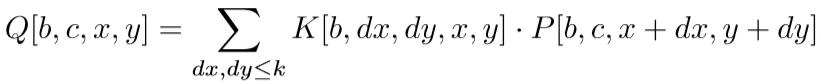 Q[b, c, x, y] = \sum_{dx,dy \leq k} K[b, dx, dy, x, y] \cdot P[b, c, x + dx, y + dy]